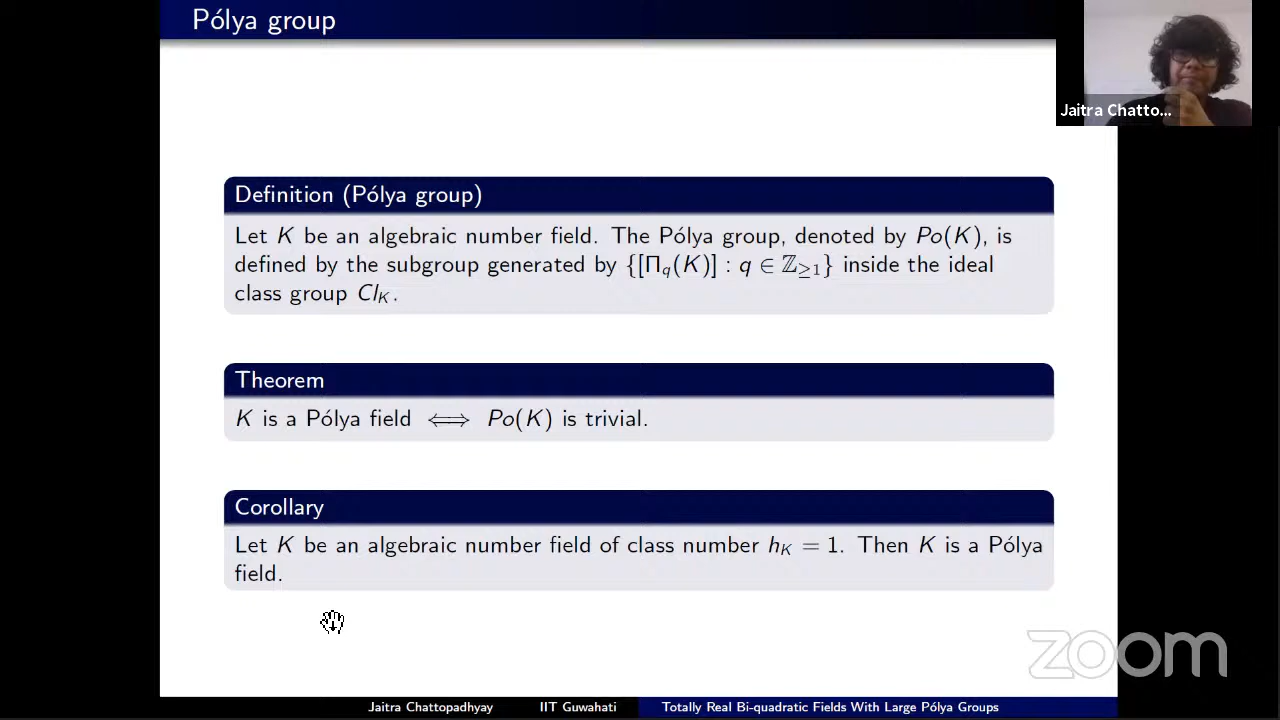 Pólya group
Jaitra Chatto...
Definition (Pólya group)
Let K be an algebraic number field. The Pólya group, denoted by Po(K), is
defined by the subgroup generated by {[Π_q(K)] : q ∈ ℤ_≥1} inside the ideal
class group Cl_K.
Theorem
K is a Pólya field ⟺ Po(K) is trivial.
Corollary
Let K be an algebraic number field of class number h_K = 1. Then K is a Pólya
field.
zoom
Jaitra Chattopadhyay IIT Guwahati Totally Real Bi-quadratic Fields With Large Pólya Groups